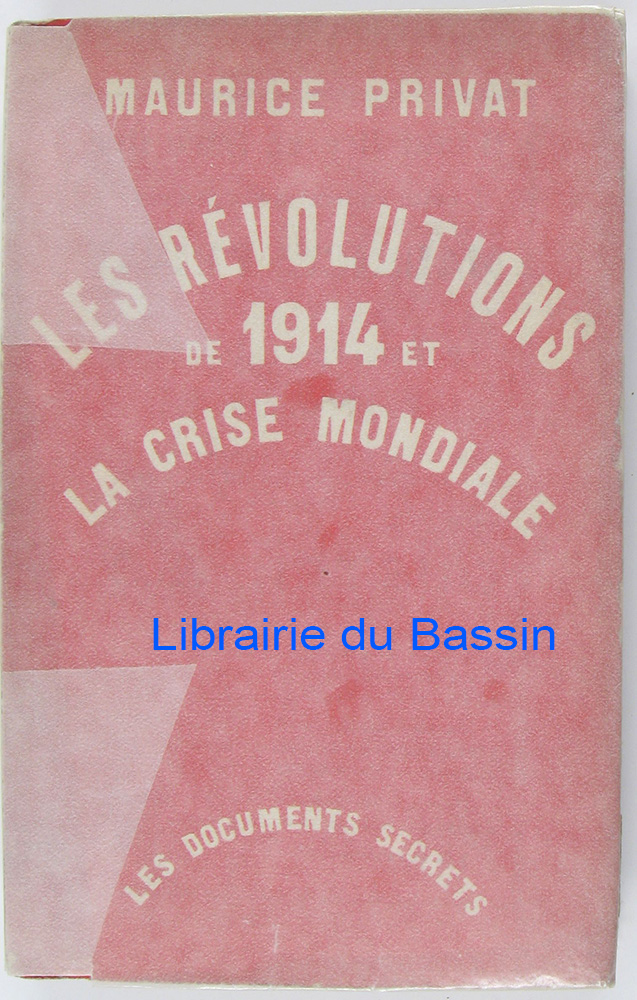 MAURICE PRIVAT
LES RÉVOLUTIONS
DE 1914 ET
LA CRISE MONDIALE
Librairie du Bassin
LES DOCUMENTS SECRETS